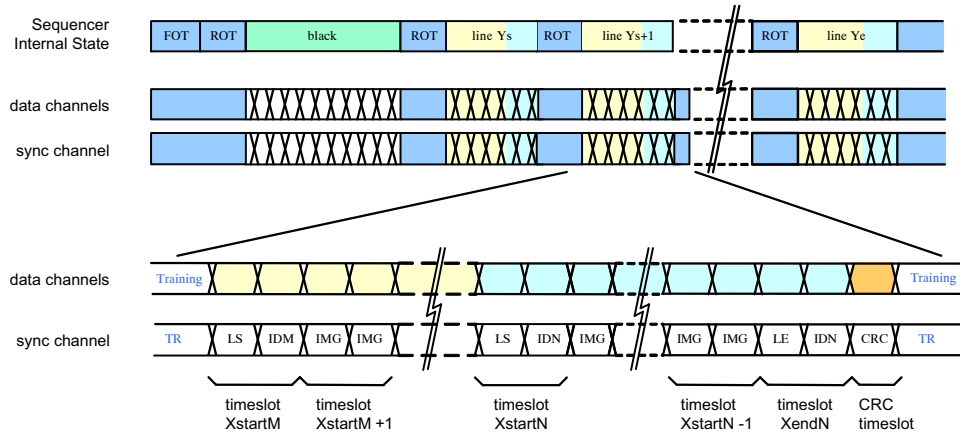 Sequencer
Internal State
FOT ROT black ROT line Ys ROT line Ys+1 ROT line Ye
data channels
sync channel
data channels
Training Training
sync channel
TR LS IDM IMG IMG LS IDN IMG IMG IMG LE IDN CRC TR
timeslot timeslot timeslot timeslot timeslot CRC
XstartM XstartM +1 XstartN XstartN -1 XendN timeslot